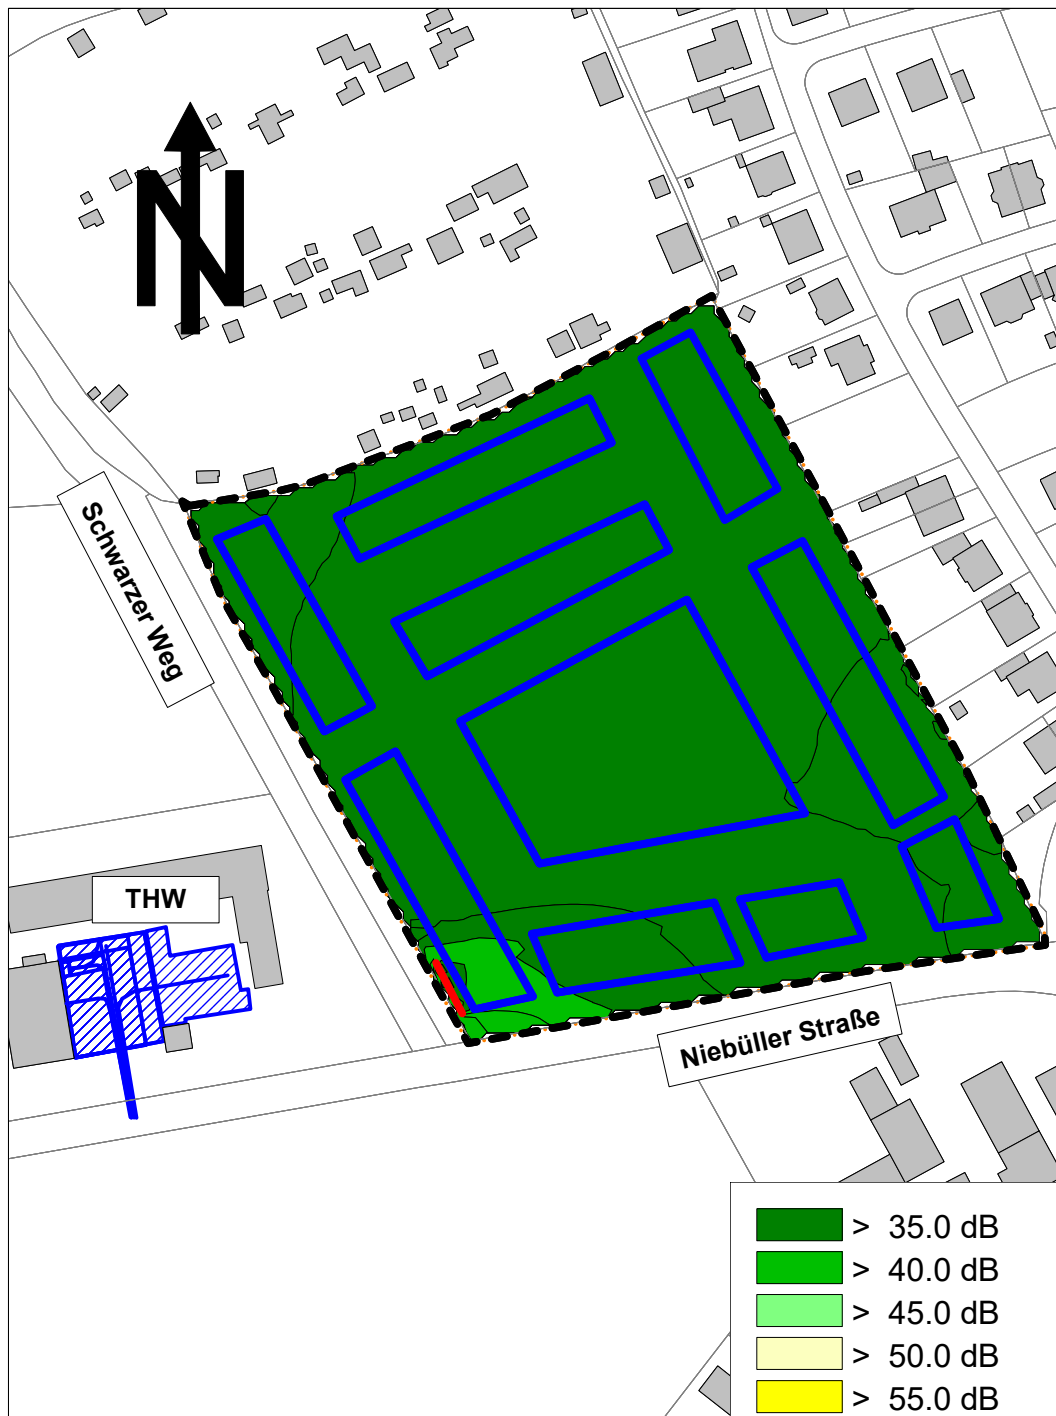 N
Schwarzer Weg
THW
Niebüller Straße
> 35.0 dB
> 40.0 dB
> 45.0 dB
> 50.0 dB
> 55.0 dB